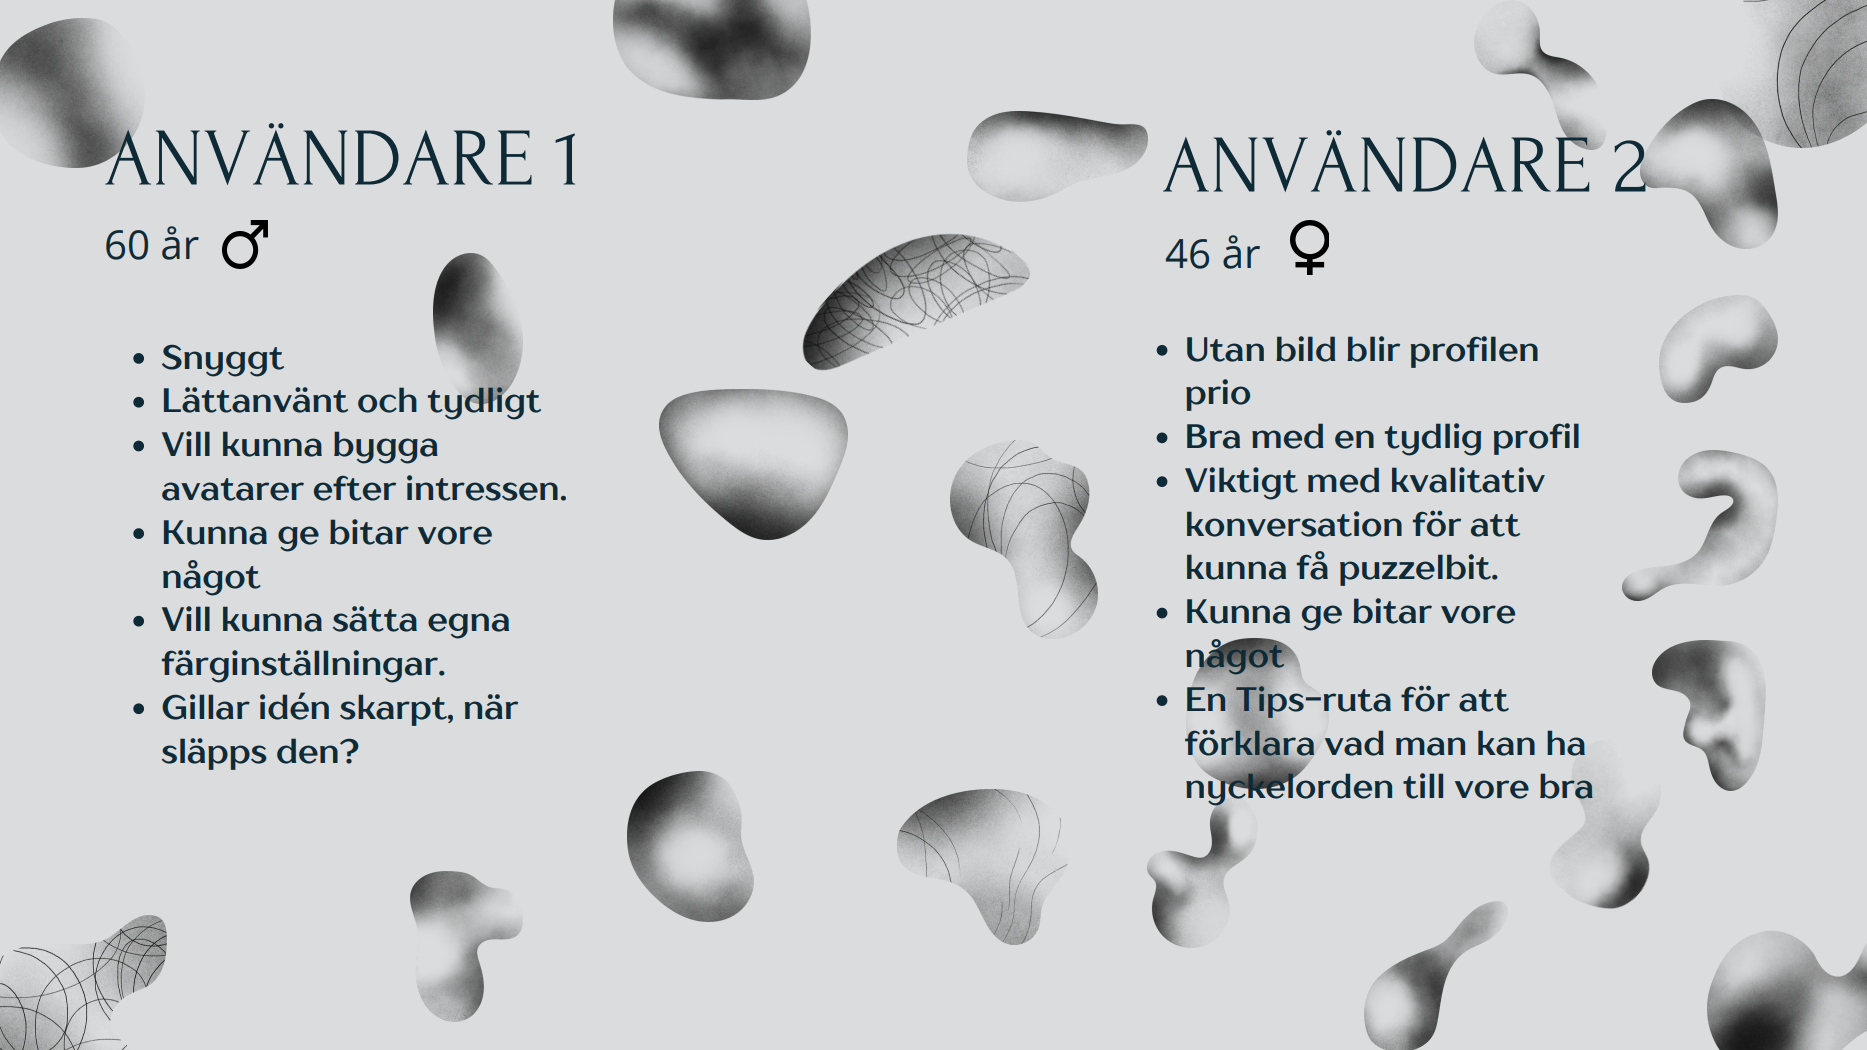 ANVÄNDARE 1
60 år ♂
• Snyggt
• Lättanvänt och tydligt
• Vill kunna bygga
avatarer efter intressen.
• Kunna ge bitar vore
något
• Vill kunna sätta egna
färginställningar.
• Gillar idén skarpt, när
släpps den?
ANVÄNDARE 2
46 år ♀
• Utan bild blir profilen
prio
• Bra med en tydlig profil
• Viktigt med kvalitativ
konversation för att
kunna få puzzelbit.
• Kunna ge bitar vore
något
• En Tips-ruta för att
förklara vad man kan ha
nyckelorden till vore bra